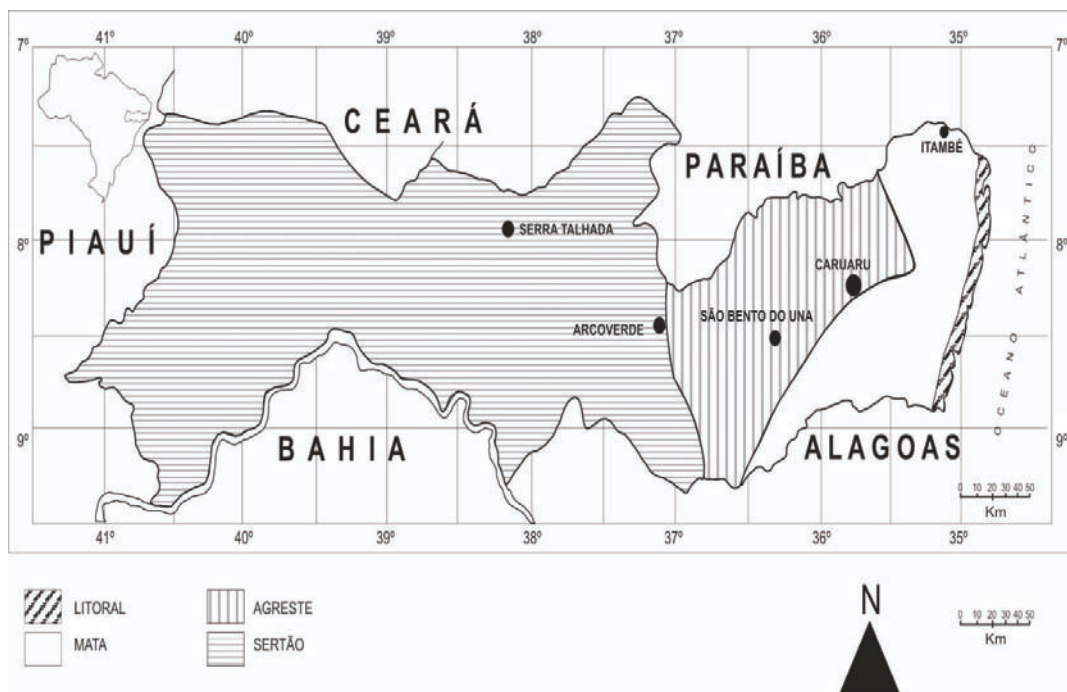 41º 40º 39º 38º 37º 36º 35º
7º 7º
CEARÁ
ITAMBÉ
PARAÍBA
OCEANO ATLÂNTICO
PIAUÍ
SERRA TALHADA
8º 8º
CARUARU
SÃO BENTO DO UNA
ARCOVERDE
9º 9º
BAHIA
ALAGOAS
0 10 20 30 40 50
Km
41º 40º 39º 38º 37º 36º 35º
LITORAL
AGRESTE
MATA
SERTÃO
N
0 10 20 30 40 50
Km